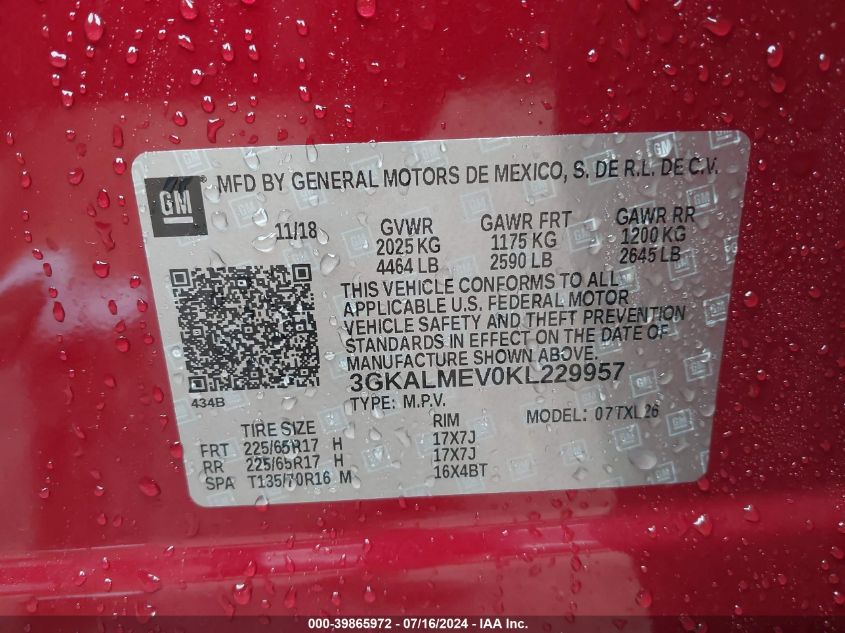 GM
MFD BY GENERAL MOTORS DE MEXICO, S. DE R.L. DE C.V.
11/18 GVWR GAWR FRT GAWR RR
2025 KG 1175 KG 1200 KG
4464 LB 2590 LB 2645 LB
THIS VEHICLE CONFORMS TO ALL
APPLICABLE U.S. FEDERAL MOTOR
VEHICLE SAFETY AND THEFT PREVENTION
STANDARDS IN EFFECT ON THE DATE OF
MANUFACTURE SHOWN ABOVE.
3GKALMEV0KL229957
434B TYPE: M.P.V. MODEL: 07TXL26
TIRE SIZE RIM
FRT 225/65R17 H 17X7J
RR 225/65R17 H 17X7J
SPA T135/70R16 M 16X4BT
000-39865972 - 07/16/2024 - IAA Inc.